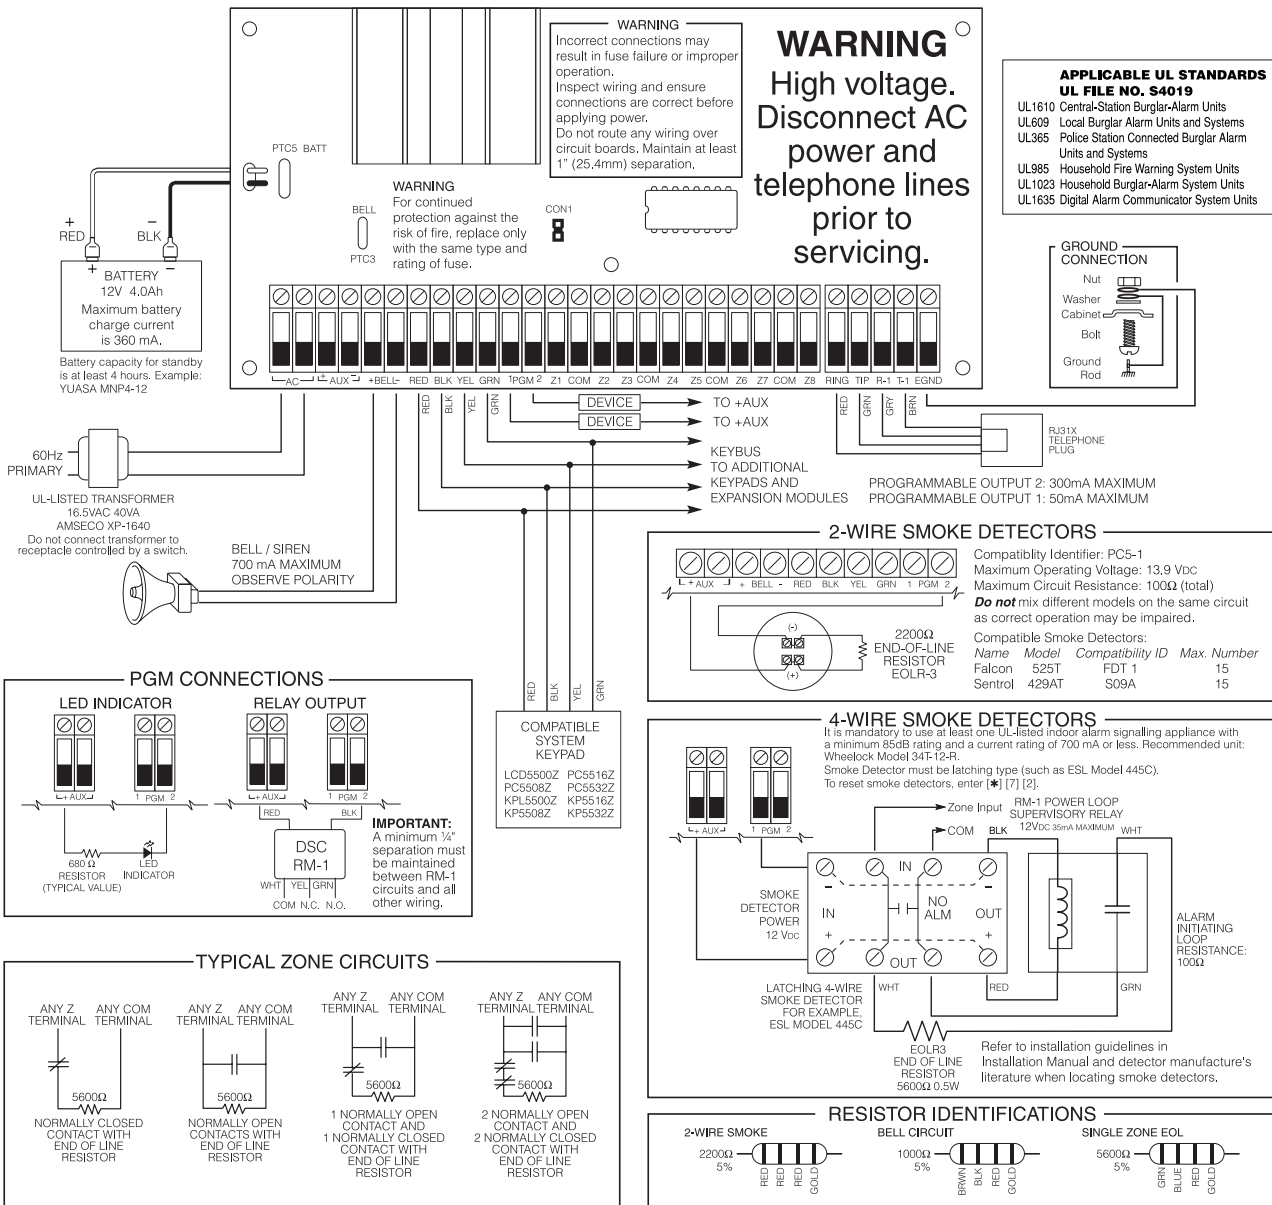 WARNING
Incorrect connections may
result in fuse failure or improper
operation.
Inspect wiring and ensure
connections are correct before
applying power.
Do not route any wiring over
circuit boards. Maintain at least
1" (25.4mm) separation.
WARNING
High voltage.
Disconnect AC
power and
telephone lines
prior to
servicing.
APPLICABLE UL STANDARDS
UL FILE NO. S4019
UL1610 Central-Station Burglar-Alarm Units
UL609 Local Burglar Alarm Units and Systems
UL365 Police Station Connected Burglar Alarm
Units and Systems
UL985 Household Fire Warning System Units
UL1023 Household Burglar-Alarm System Units
UL1635 Digital Alarm Communicator System Units
PTC5 BATT
BELL
PTC3
WARNING
For continued
protection against the
risk of fire, replace only
with the same type and
rating of fuse.
CON1
+ −
RED BLK
+ −
BATTERY
12V 4.0Ah
Maximum battery
charge current
is 360 mA.
Battery capacity for standby
is at least 4 hours. Example:
YUASA MNP4-12
GROUND
CONNECTION
Nut
Washer
Cabinet
Bolt
Ground
Rod
AC + AUX - +BELL- RED BLK YEL GRN 1 PGM 2 Z1 COM Z2 Z3 COM Z4 Z5 COM Z6 Z7 COM Z8 RING TIP R-1 T-1 EGND
RED BLK YEL GRN
RED GRN GRY BRN
DEVICE TO +AUX
DEVICE TO +AUX
KEYBUS
TO ADDITIONAL
KEYPADS AND
EXPANSION MODULES
RJ31X
TELEPHONE
PLUG
PROGRAMMABLE OUTPUT 2: 300mA MAXIMUM
PROGRAMMABLE OUTPUT 1: 50mA MAXIMUM
60Hz
PRIMARY
UL-LISTED TRANSFORMER
16.5VAC 40VA
AMSECO XP-1640
Do not connect transformer to
receptacle controlled by a switch.
BELL / SIREN
700 mA MAXIMUM
OBSERVE POLARITY
RED BLK YEL GRN
COMPATIBLE
SYSTEM
KEYPAD
LCD5500Z PC5516Z
PC5508Z PC5532Z
KPL5500Z KP5516Z
KP5508Z KP5532Z
2-WIRE SMOKE DETECTORS
+ AUX - + BELL - RED BLK YEL GRN 1 PGM 2
(-)
(+)
2200Ω
END-OF-LINE
RESISTOR
EOLR-3
Compatiblity Identifier: PC5-1
Maximum Operating Voltage: 13.9 VDC
Maximum Circuit Resistance: 100Ω (total)
Do not mix different models on the same circuit
as correct operation may be impaired.
Compatible Smoke Detectors:
Name Model Compatibility ID Max. Number
Falcon 525T FDT 1 15
Sentrol 429AT S09A 15
PGM CONNECTIONS
LED INDICATOR
+ AUX - 1 PGM 2
680 Ω
RESISTOR
(TYPICAL VALUE)
LED
INDICATOR
RELAY OUTPUT
+ AUX - 1 PGM 2
RED BLK
DSC
RM-1
WHT YEL GRN
COM N.C. N.O.
IMPORTANT:
A minimum ¼"
separation must
be maintained
between RM-1
circuits and all
other wiring.
4-WIRE SMOKE DETECTORS
It is mandatory to use at least one UL-listed indoor alarm signalling appliance with
a minimum 85dB rating and a current rating of 700 mA or less. Recommended unit:
Wheelock Model 34T-12-R.
Smoke Detector must be latching type (such as ESL Model 445C).
To reset smoke detectors, enter [✱] [7] [2].
+ AUX - 1 PGM 2
Zone Input
COM
RM-1 POWER LOOP
SUPERVISORY RELAY
12VDC 35mA MAXIMUM
BLK WHT
SMOKE
DETECTOR
POWER
12 VDC
- IN -
IN NO OUT
ALM
+ OUT +
WHT RED GRN
ALARM
INITIATING
LOOP
RESISTANCE:
100Ω
LATCHING 4-WIRE
SMOKE DETECTOR
FOR EXAMPLE,
ESL MODEL 445C
EOLR3
END OF LINE
RESISTOR
5600Ω 0.5W
Refer to installation guidelines in
Installation Manual and detector manufacture's
literature when locating smoke detectors.
TYPICAL ZONE CIRCUITS
ANY Z
TERMINAL
ANY COM
TERMINAL
5600Ω
NORMALLY CLOSED
CONTACT WITH
END OF LINE
RESISTOR
ANY Z
TERMINAL
ANY COM
TERMINAL
5600Ω
NORMALLY OPEN
CONTACTS WITH
END OF LINE
RESISTOR
ANY Z
TERMINAL
ANY COM
TERMINAL
5600Ω
1 NORMALLY OPEN
CONTACT AND
1 NORMALLY CLOSED
CONTACT WITH
END OF LINE
RESISTOR
ANY Z
TERMINAL
ANY COM
TERMINAL
5600Ω
2 NORMALLY OPEN
CONTACT AND
2 NORMALLY CLOSED
CONTACT WITH
END OF LINE
RESISTOR
RESISTOR IDENTIFICATIONS
2-WIRE SMOKE
2200Ω
5%
RED RED RED GOLD
BELL CIRCUIT
1000Ω
5%
BRWN BLK RED GOLD
SINGLE ZONE EOL
5600Ω
5%
GRN BLUE RED GOLD